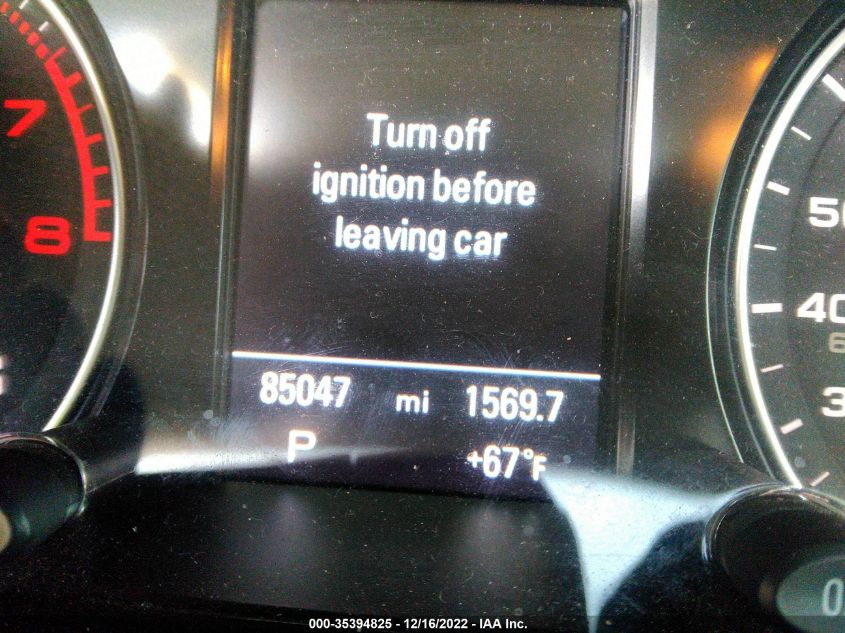 7
8
Turn off
ignition before
leaving car
85047 mi 1569.7
P +67°F
40
000-35394825 - 12/16/2022 - IAA Inc.